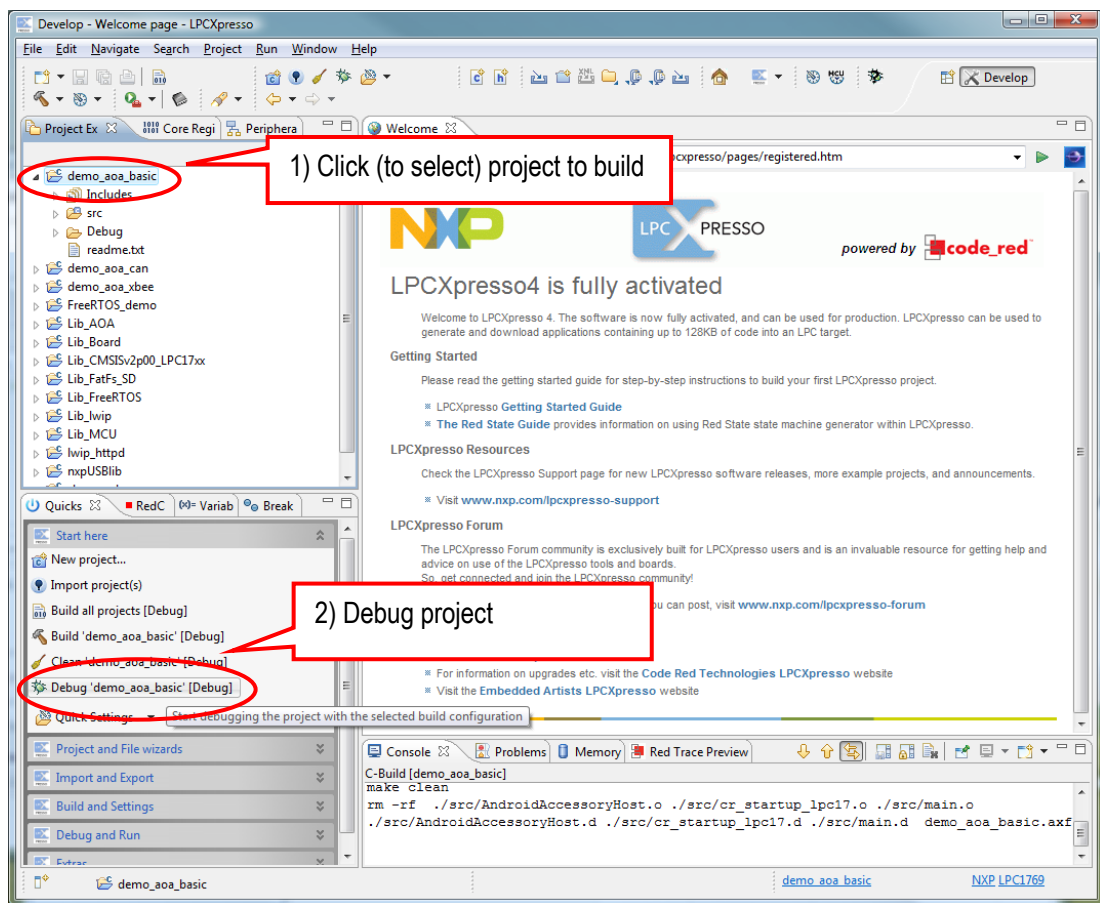 Develop - Welcome page - LPCXpresso
File Edit Navigate Search Project Run Window Help
Develop
Project Ex
Core Regi
Periphera
Welcome
1) Click (to select) project to build
pcxpresso/pages/registered.htm
demo_aoa_basic
Includes
src
Debug
readme.txt
demo_aoa_can
demo_aoa_xbee
FreeRTOS_demo
Lib_AOA
Lib_Board
Lib_CMSISv2p00_LPC17xx
Lib_FatFs_SD
Lib_FreeRTOS
Lib_lwip
Lib_MCU
lwip_httpd
nxpUSBlib
NXP
LPC XPRESSO
powered by code_red
LPCXpresso4 is fully activated
Welcome to LPCXpresso 4. The software is now fully activated, and can be used for production. LPCXpresso can be used to
generate and download applications containing up to 128KB of code into an LPC target.
Getting Started
Please read the getting started guide for step-by-step instructions to build your first LPCXpresso project.
LPCXpresso Getting Started Guide
The Red State Guide provides information on using Red State state machine generator within LPCXpresso.
LPCXpresso Resources
Check the LPCXpresso Support page for new LPCXpresso software releases, more example projects, and announcements.
Visit www.nxp.com/lpcxpresso-support
LPCXpresso Forum
The LPCXpresso Forum community is exclusively built for LPCXpresso users and is an invaluable resource for getting help and
advice on use of the LPCXpresso tools and boards.
So, get connected and join the LPCXpresso community!
you can post, visit www.nxp.com/lpcxpresso-forum
For information on upgrades etc. visit the Code Red Technologies LPCXpresso website
Visit the Embedded Artists LPCXpresso website
Quicks
RedC
(x)= Variab
Break
Start here
New project...
Import project(s)
Build all projects [Debug]
Build 'demo_aoa_basic' [Debug]
Clean 'demo_aoa_basic' [Debug]
Debug 'demo_aoa_basic' [Debug]
2) Debug project
Quick Settings
Start debugging the project with the selected build configuration
Project and File wizards
Import and Export
Build and Settings
Debug and Run
Extras
Console
Problems
Memory
Red Trace Preview
C-Build [demo_aoa_basic]
make clean
rm -rf ./src/AndroidAccessoryHost.o ./src/cr_startup_lpc17.o ./src/main.o
./src/AndroidAccessoryHost.d ./src/cr_startup_lpc17.d ./src/main.d demo_aoa_basic.axf
demo_aoa_basic
demo_aoa_basic
NXP LPC1769